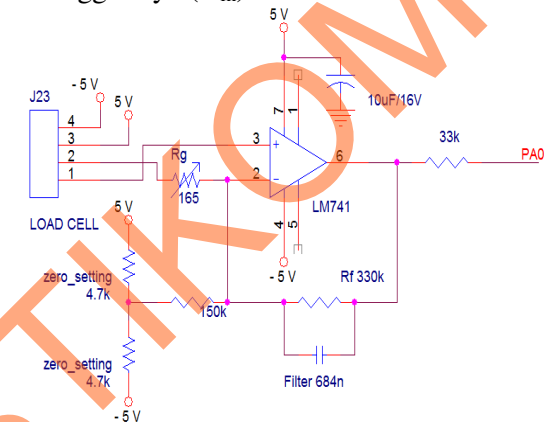 5 V
- 5 V
J23
5 V
10uF/16V
4
3
2
1
Rg
165
7
1
3
+
2
-
6
4
5
LM741
33k
PA0
LOAD CELL
5 V
- 5 V
zero_setting
4.7k
150k
Rf 330k
zero_setting
4.7k
Filter 684n
- 5 V
TIKOM